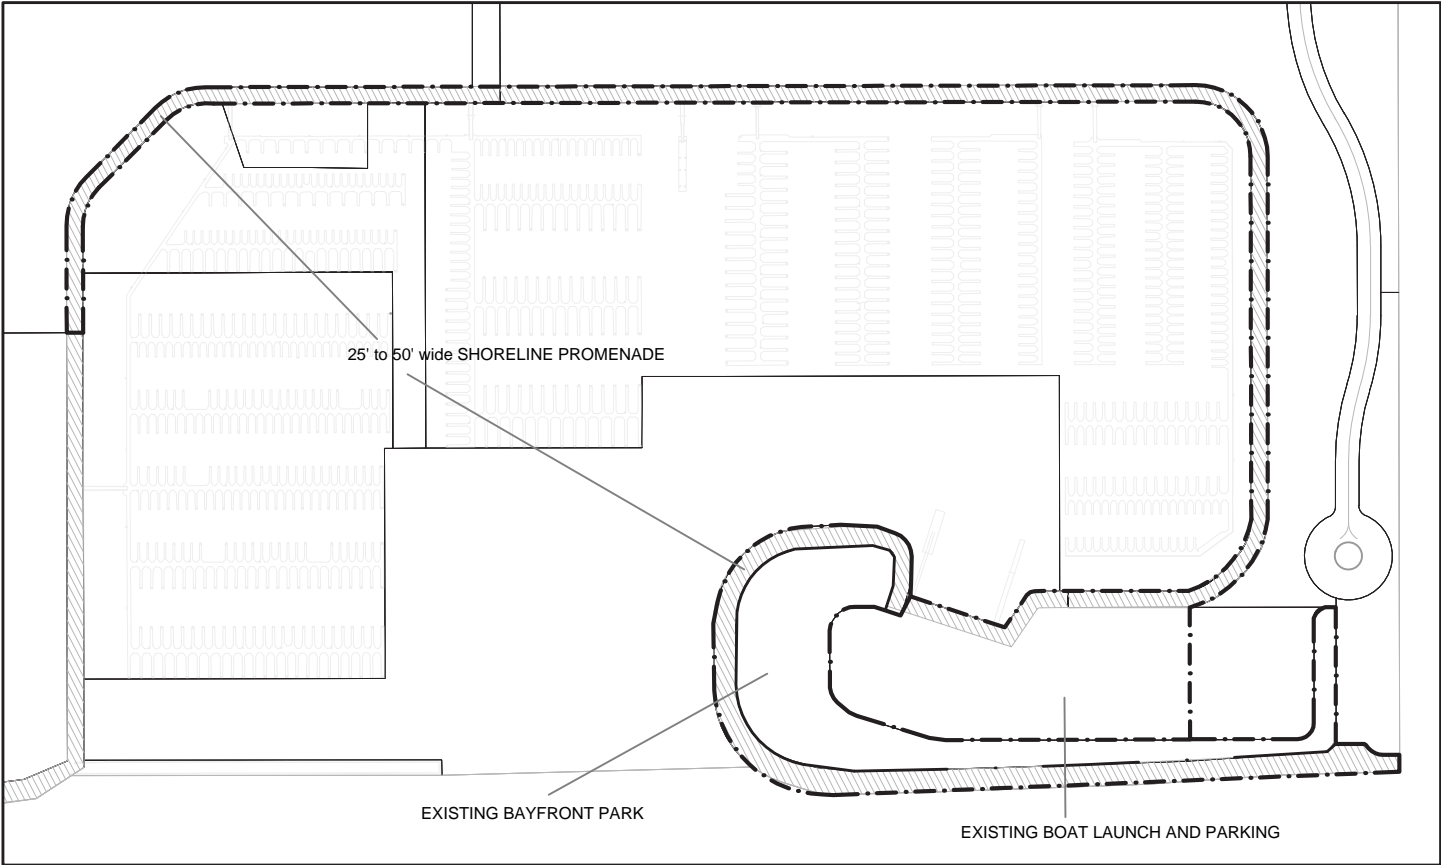 25' to 50' wide SHORELINE PROMENADE
EXISTING BAYFRONT PARK
EXISTING BOAT LAUNCH AND PARKING